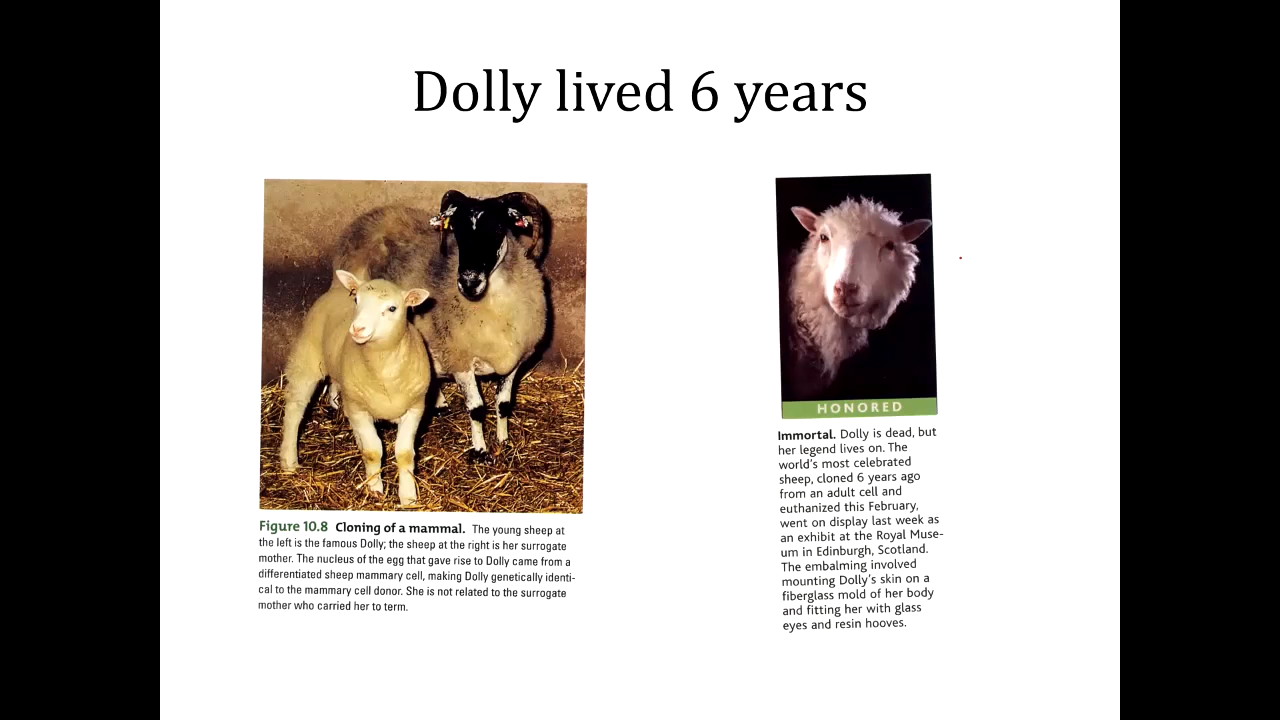 Dolly lived 6 years
Figure 10.8 Cloning of a mammal. The young sheep at
the left is the famous Dolly; the sheep at the right is her surrogate
mother. The nucleus of the egg that gave rise to Dolly came from a
differentiated sheep mammary cell, making Dolly genetically identi-
cal to the mammary cell donor. She is not related to the surrogate
mother who carried her to term.
HONORED
Immortal. Dolly is dead, but
her legend lives on. The
world's most celebrated
sheep, cloned 6 years ago
from an adult cell and
euthanized this February,
went on display last week as
an exhibit at the Royal Muse-
um in Edinburgh, Scotland.
The embalming involved
mounting Dolly's skin on a
fiberglass mold of her body
and fitting her with glass
eyes and resin hooves.